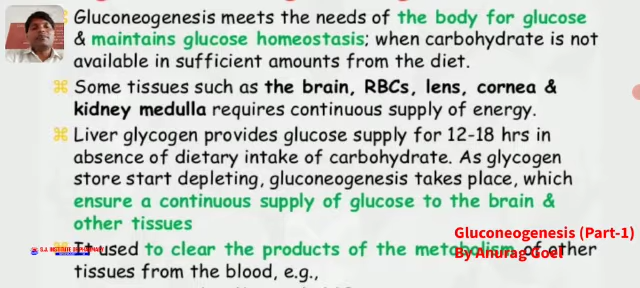 Gluconeogenesis meets the needs of the body for glucose
& maintains glucose homeostasis; when carbohydrate is not
available in sufficient amounts from the diet.
⌘ Some tissues such as the brain, RBCs, lens, cornea &
kidney medulla requires continuous supply of energy.
⌘ Liver glycogen provides glucose supply for 12-18 hrs in
absence of dietary intake of carbohydrate. As glycogen
store start depleting, gluconeogenesis takes place, which
ensure a continuous supply of glucose to the brain &
other tissues
⌘ It used to clear the products of the metabolism of other
tissues from the blood, e.g.,
Gluconeogenesis (Part-1)
By Anurag Goel